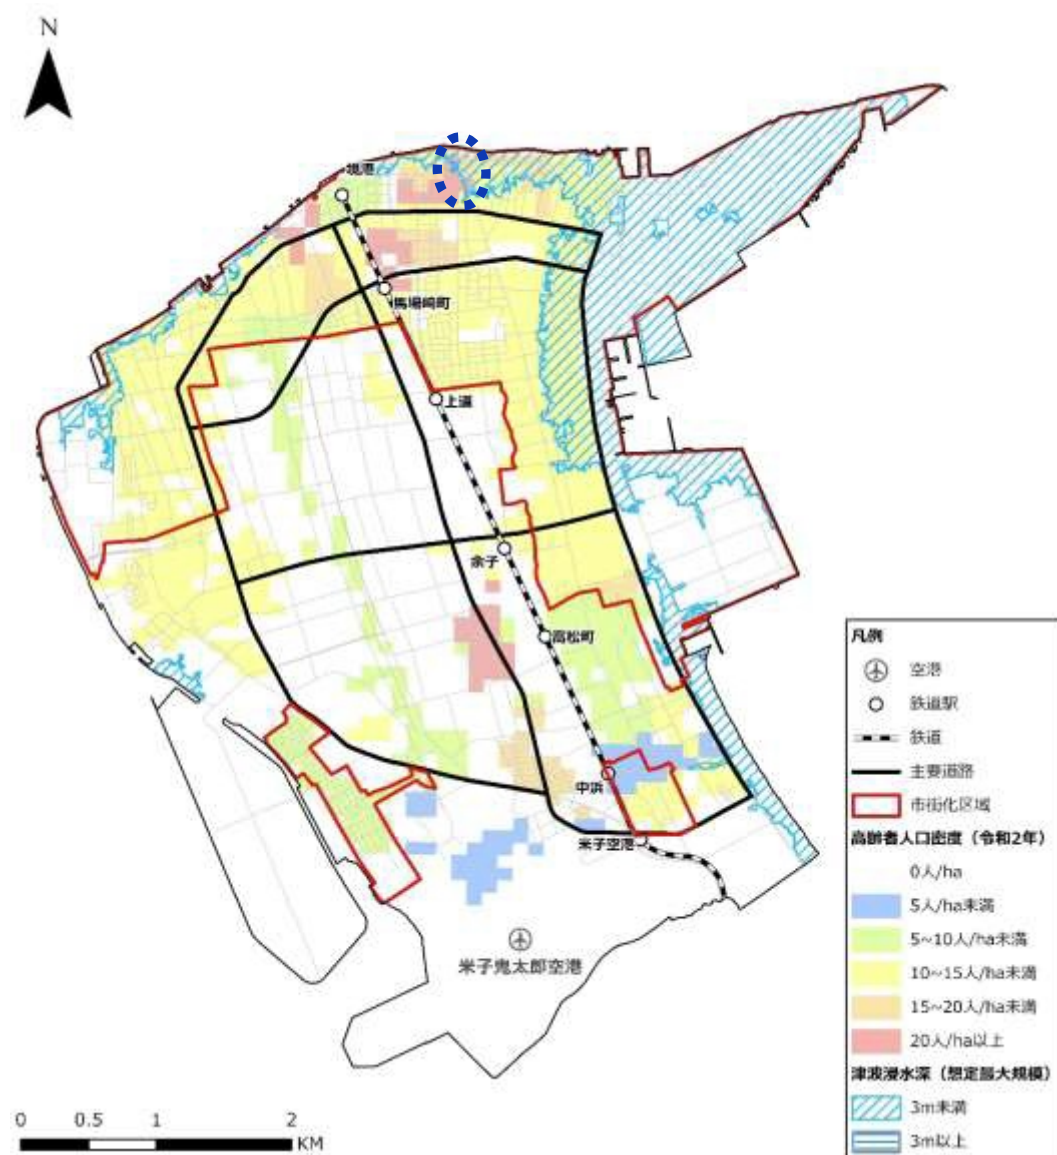 N
境港
馬場崎町
上道
余子
高松町
中浜
米子空港
米子鬼太郎空港
凡例
空港
鉄道駅
鉄道
主要道路
市街化区域
高齢者人口密度（令和2年）
0人/ha
5人/ha未満
5~10人/ha未満
10~15人/ha未満
15~20人/ha未満
20人/ha以上
津波浸水深（想定最大規模）
3m未満
3m以上
0 0.5 1 2
KM